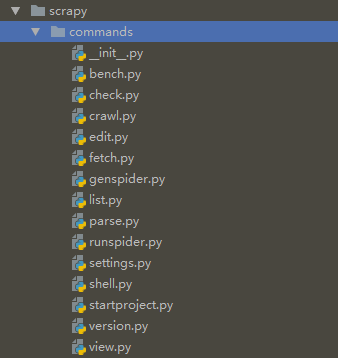 scrapy
commands
__init__.py
bench.py
check.py
crawl.py
edit.py
fetch.py
genspider.py
list.py
parse.py
runspider.py
settings.py
shell.py
startproject.py
version.py
view.py